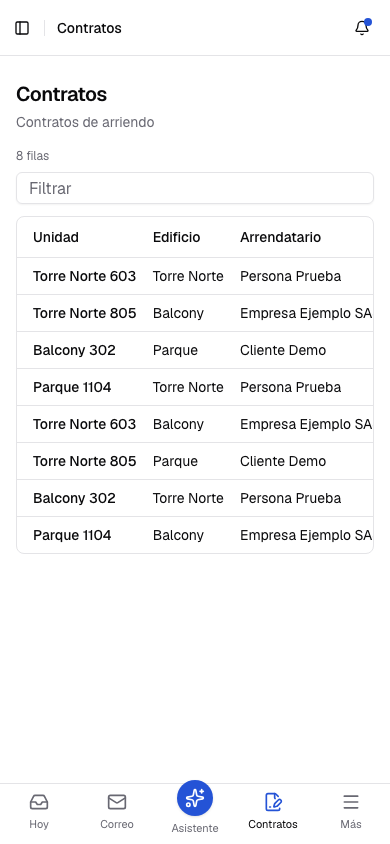 Contratos
Contratos
Contratos de arriendo
8 filas
Filtrar
Unidad Edificio Arrendatario
Torre Norte 603 Torre Norte Persona Prueba
Torre Norte 805 Balcony Empresa Ejemplo SA
Balcony 302 Parque Cliente Demo
Parque 1104 Torre Norte Persona Prueba
Torre Norte 603 Balcony Empresa Ejemplo SA
Torre Norte 805 Parque Cliente Demo
Balcony 302 Torre Norte Persona Prueba
Parque 1104 Balcony Empresa Ejemplo SA
Hoy Correo Asistente Contratos Más